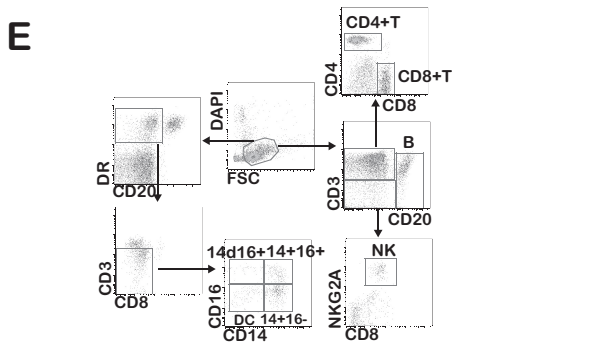 E
CD4+T
CD4
CD8+T
CD8
DAPI
FSC
DR
CD20
B
CD3
CD20
CD3
CD8
14d16+14+16+
CD16
DC 14+16-
CD14
NK
NKG2A
CD8